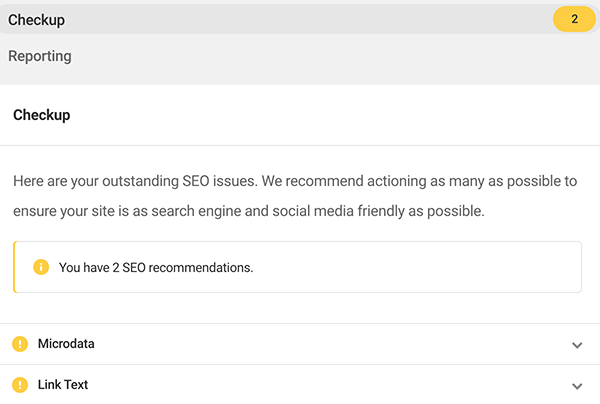 Checkup 2
Reporting
Checkup
Here are your outstanding SEO issues. We recommend actioning as many as possible to
ensure your site is as search engine and social media friendly as possible.
You have 2 SEO recommendations.
Microdata
Link Text